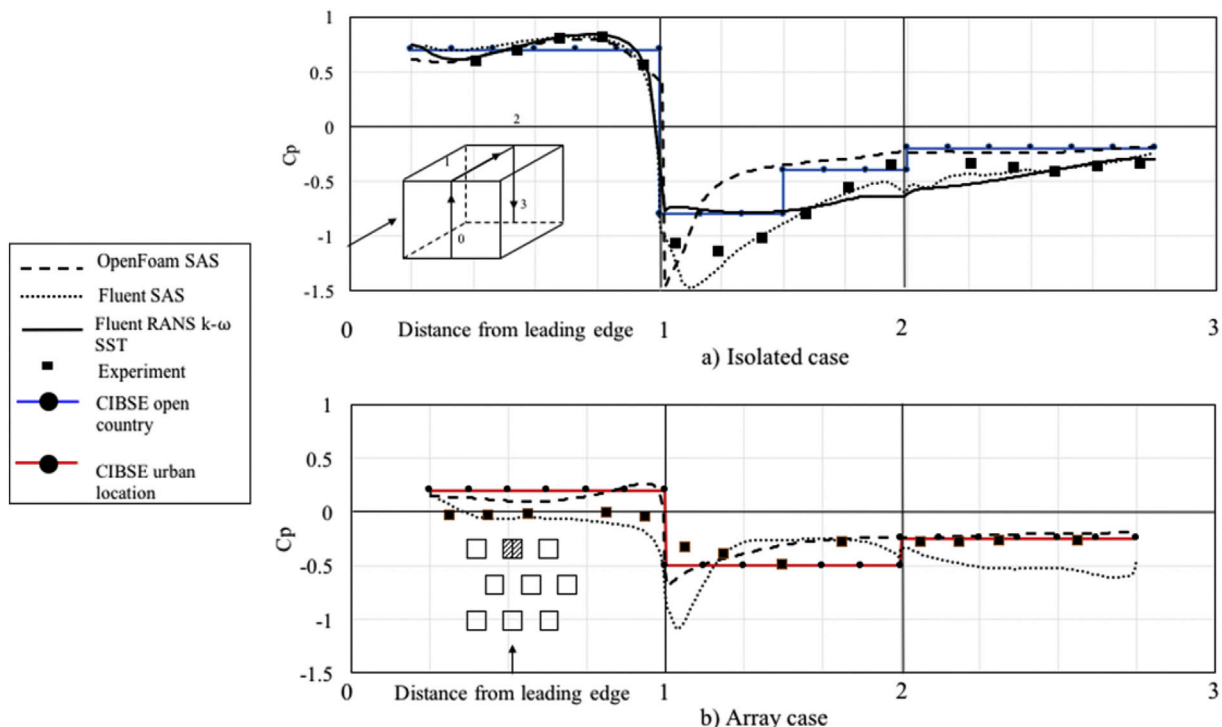 1
0.5
0
-0.5
-1
-1.5
Cp
1
2
3
0
0 Distance from leading edge 1 2 3
a) Isolated case
OpenFoam SAS
Fluent SAS
Fluent RANS k-ω
SST
Experiment
CIBSE open
country
CIBSE urban
location
1
0.5
0
-0.5
-1
-1.5
Cp
0 Distance from leading edge 1 2 3
b) Array case